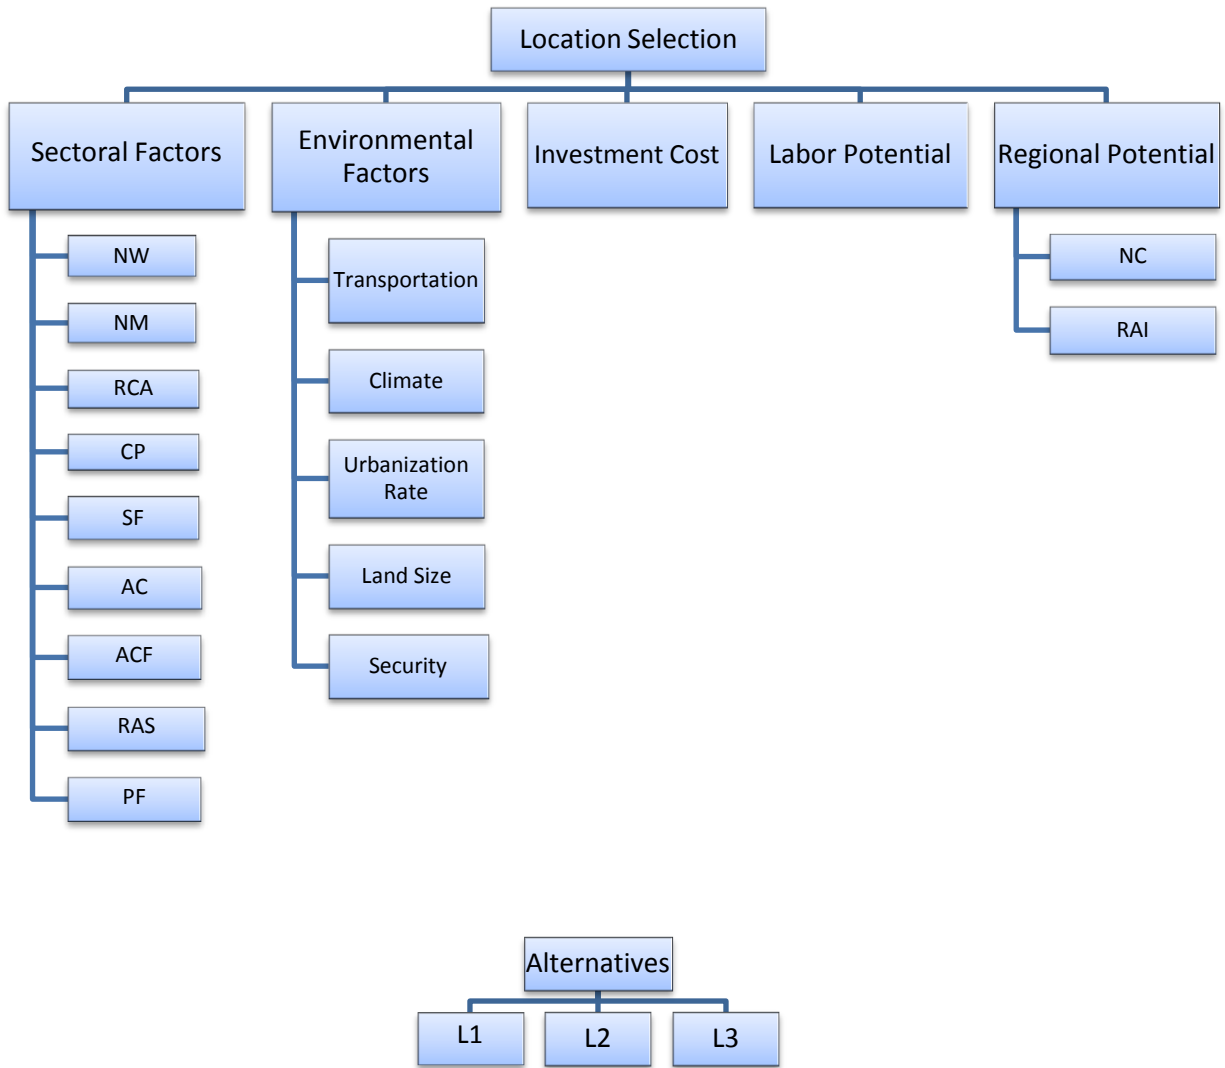 Location Selection
Sectoral Factors
Environmental
Factors
Investment Cost
Labor Potential
Regional Potential
NW
NM
RCA
CP
SF
AC
ACF
RAS
PF
Transportation
Climate
Urbanization
Rate
Land Size
Security
NC
RAI
Alternatives
L1
L2
L3